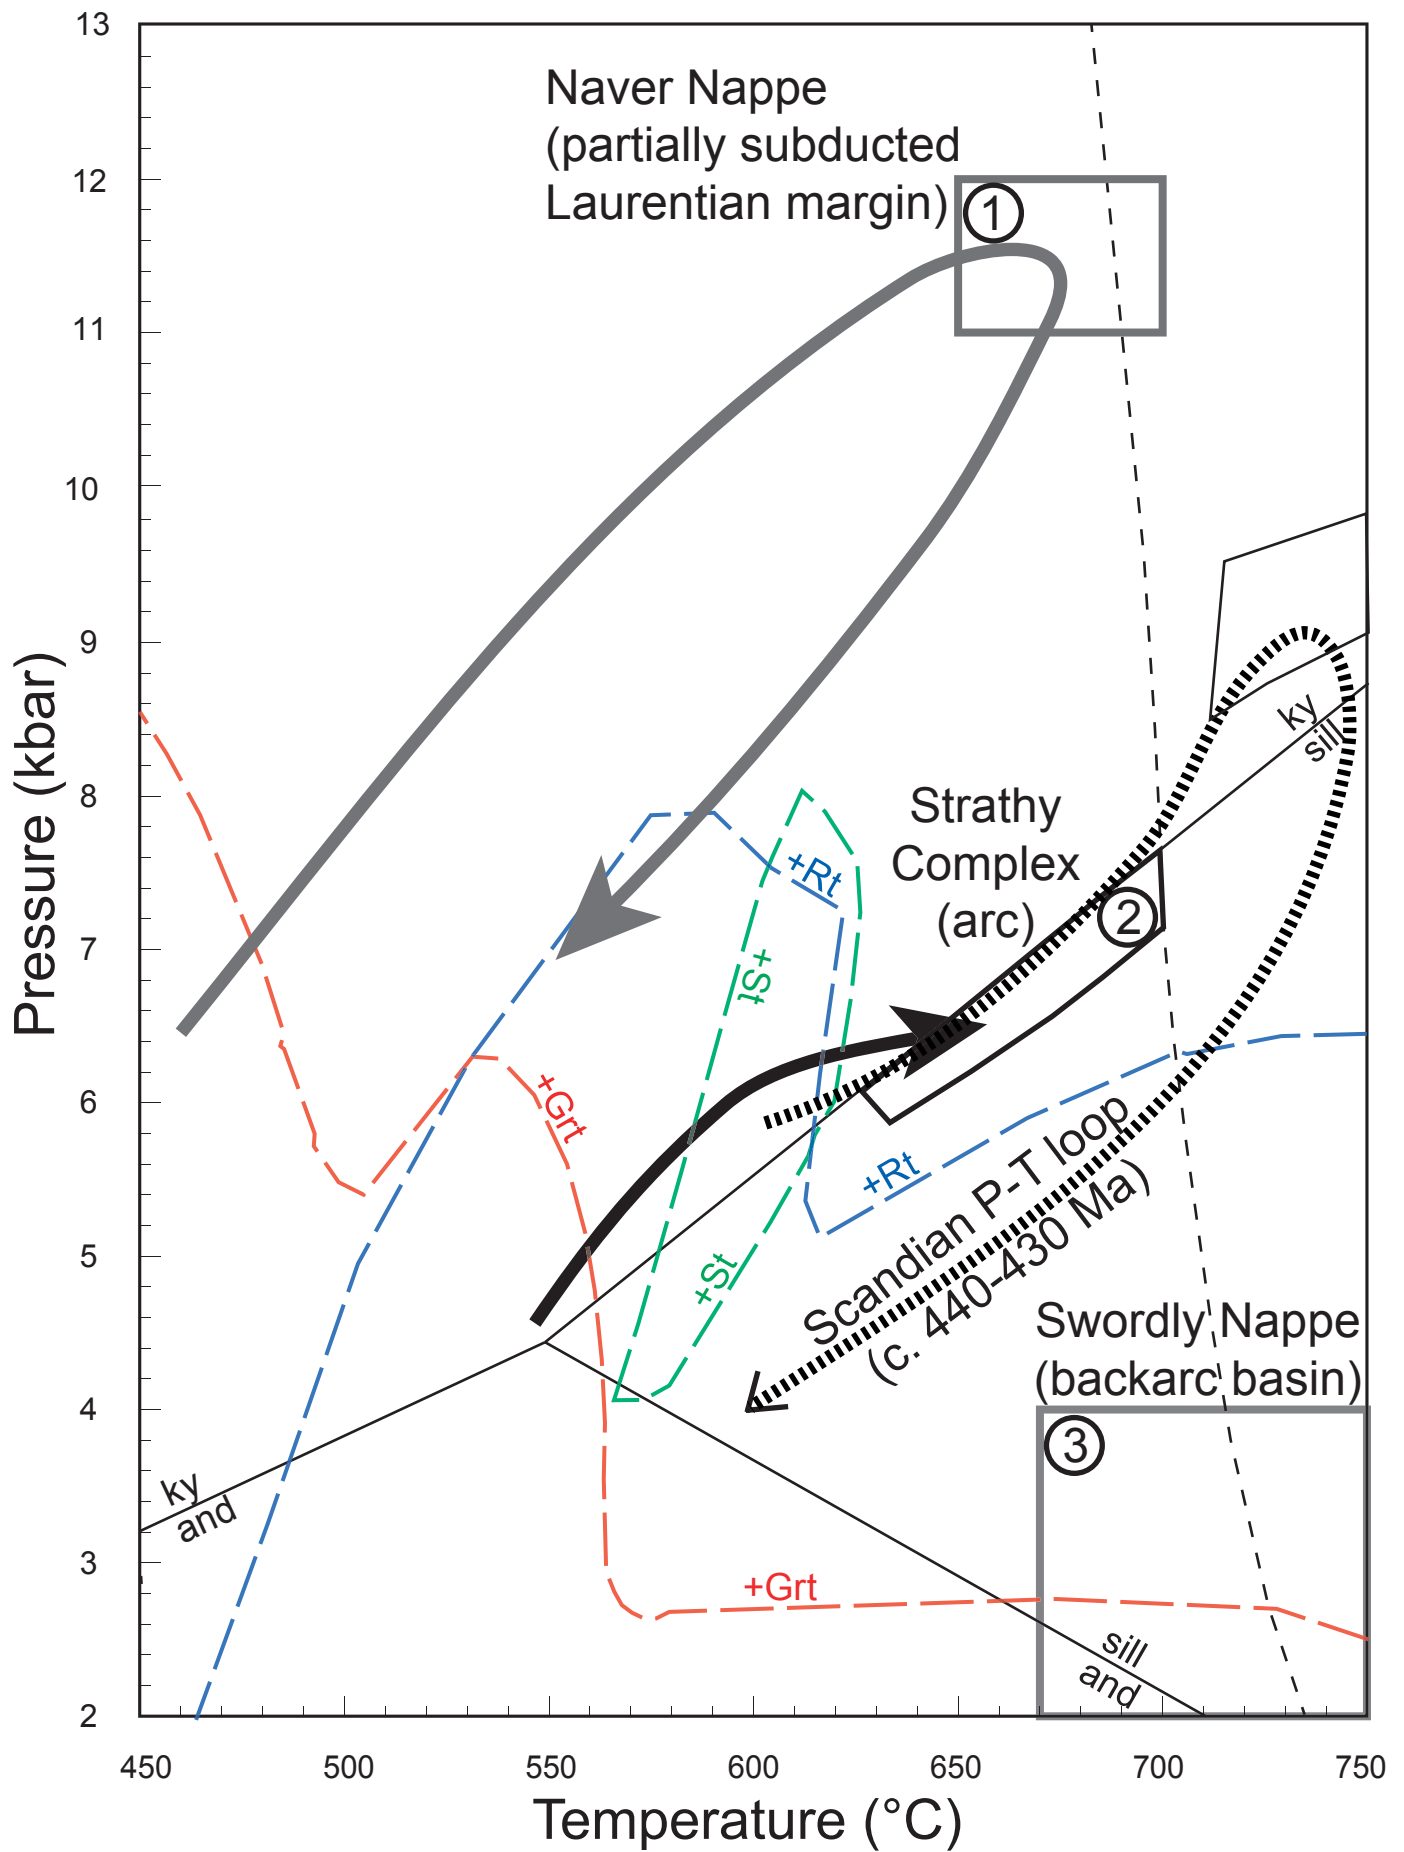 13
Naver Nappe
(partially subducted
Laurentian margin)
1
12
11
10
9
8
7
6
5
4
3
2
Pressure (kbar)
ky
sill
Strathy
Complex
(arc)
2
+Rt
+St
+Grt
+Rt
+St
Scandian P-T loop
(c. 440-430 Ma)
Swordly Nappe
(backarc basin)
3
ky
and
+Grt
sill
and
450
500
550
600
650
700
750
Temperature (°C)